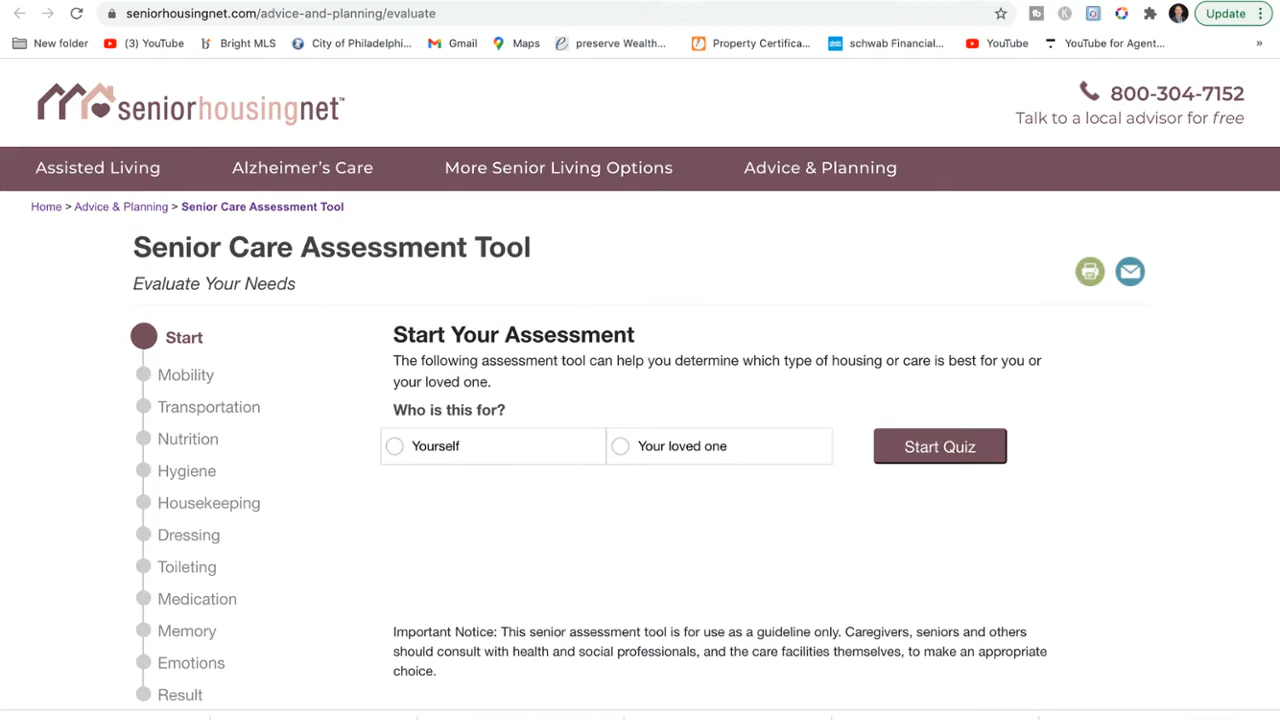 seniorhousingnet.com/advice-and-planning/evaluate
Update
New folder
(3) YouTube
Bright MLS
City of Philadelphi...
Gmail
Maps
preserve Wealth...
Property Certifica...
schwab Financial...
YouTube
YouTube for Agent...
»
seniorhousingnet™
800-304-7152
Talk to a local advisor for free
Assisted Living
Alzheimer's Care
More Senior Living Options
Advice & Planning
Home > Advice & Planning > Senior Care Assessment Tool
Senior Care Assessment Tool
Evaluate Your Needs
Start
Mobility
Transportation
Nutrition
Hygiene
Housekeeping
Dressing
Toileting
Medication
Memory
Emotions
Result
Start Your Assessment
The following assessment tool can help you determine which type of housing or care is best for you or
your loved one.
Who is this for?
Yourself
Your loved one
Start Quiz
Important Notice: This senior assessment tool is for use as a guideline only. Caregivers, seniors and others
should consult with health and social professionals, and the care facilities themselves, to make an appropriate
choice.